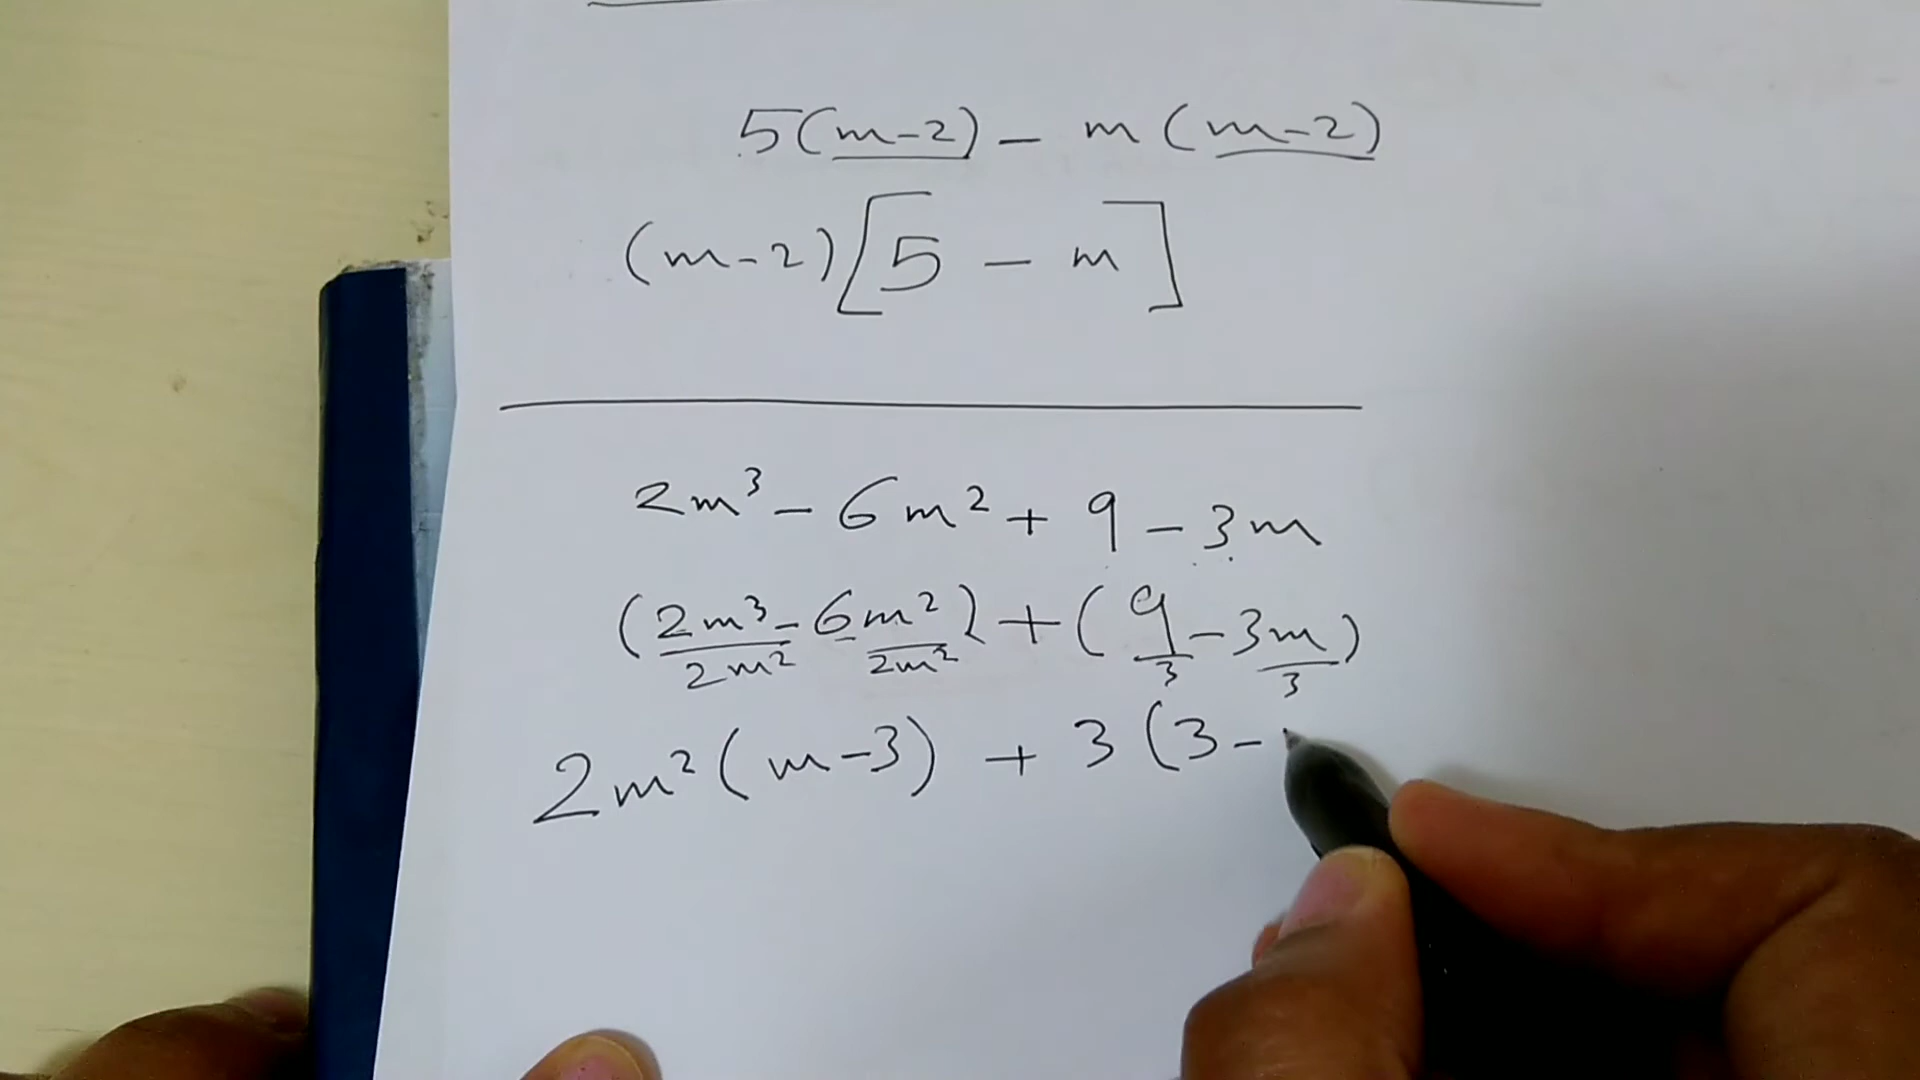 5(m-2) - m(m-2)
(m-2)[5 - m]
2m³ - 6m² + 9 - 3m
(2m³/2m² - 6m²/2m²) + (9/3 - 3m/3)
2m²(m-3) + 3(3-